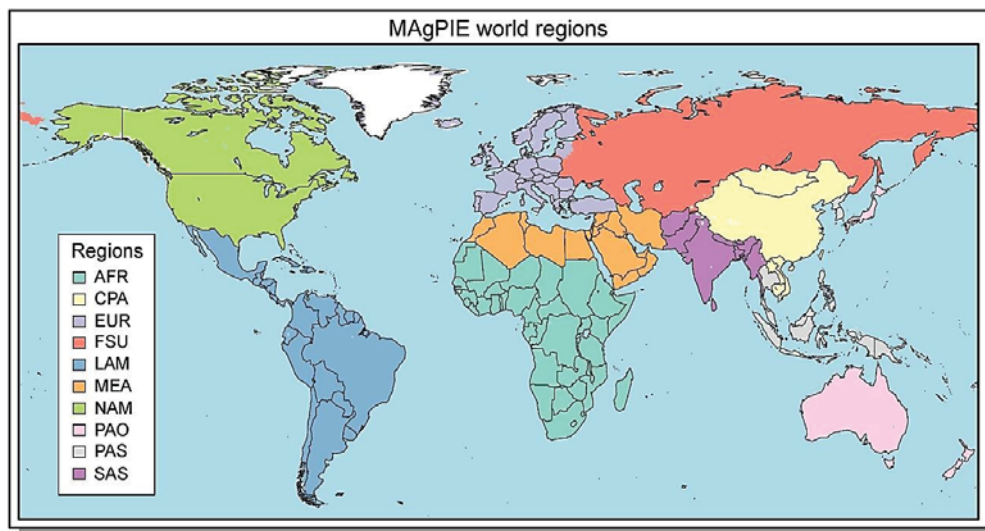 MAgPIE world regions
Regions
AFR
CPA
EUR
FSU
LAM
MEA
NAM
PAO
PAS
SAS